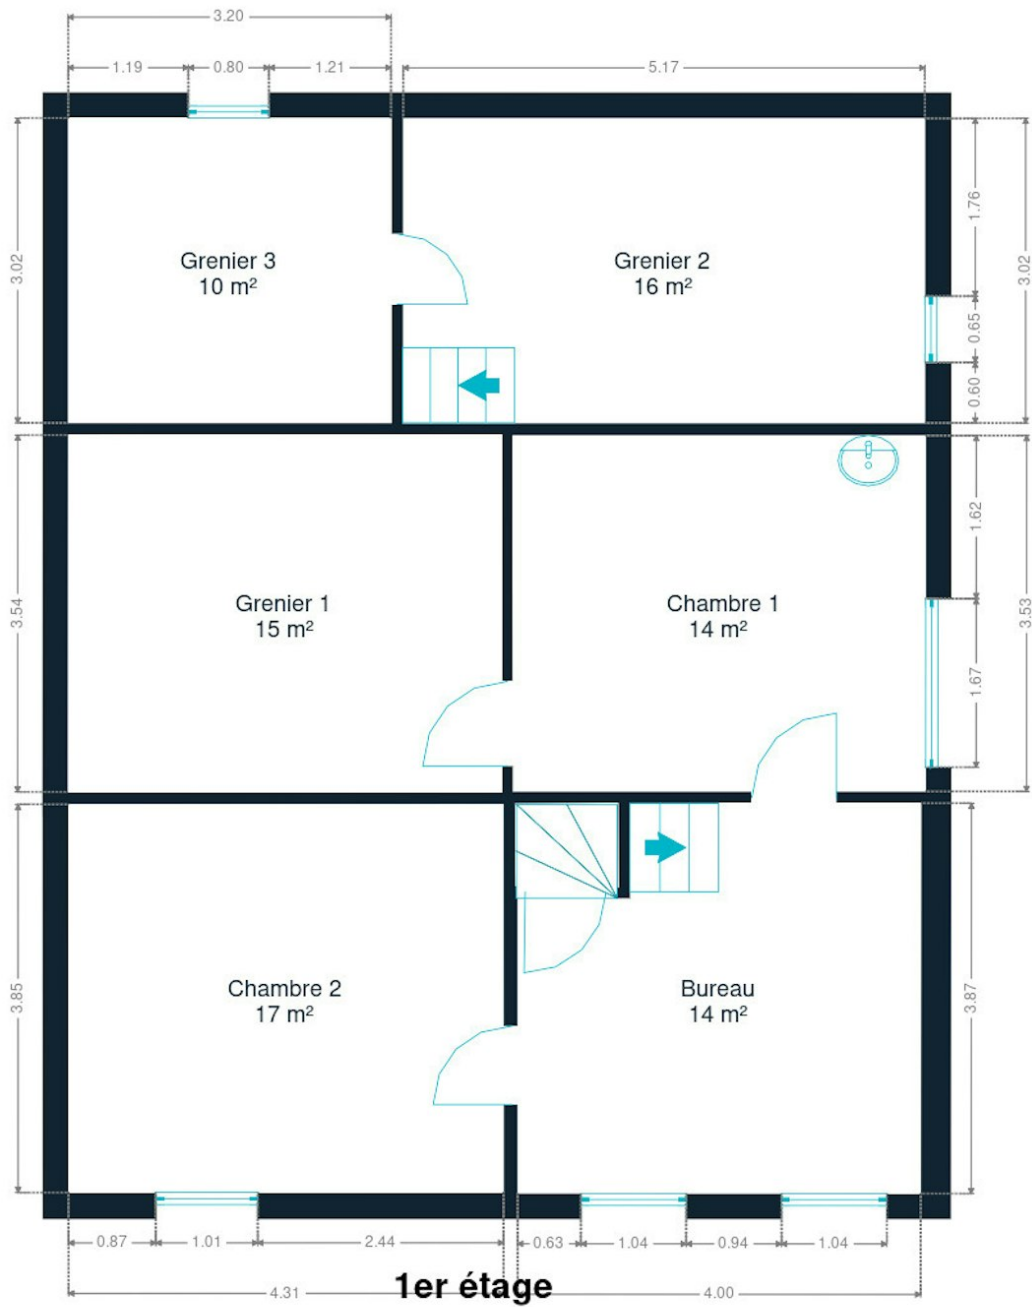 3.20
1.19 0.80 1.21 5.17
3.02
1.76
0.65
0.60
3.02
Grenier 3
10 m²
Grenier 2
16 m²
3.54
1.62
1.67
3.53
Grenier 1
15 m²
Chambre 1
14 m²
3.85
3.87
Chambre 2
17 m²
Bureau
14 m²
0.87 1.01 2.44 0.63 1.04 0.94 1.04
4.31 1er étage 4.00